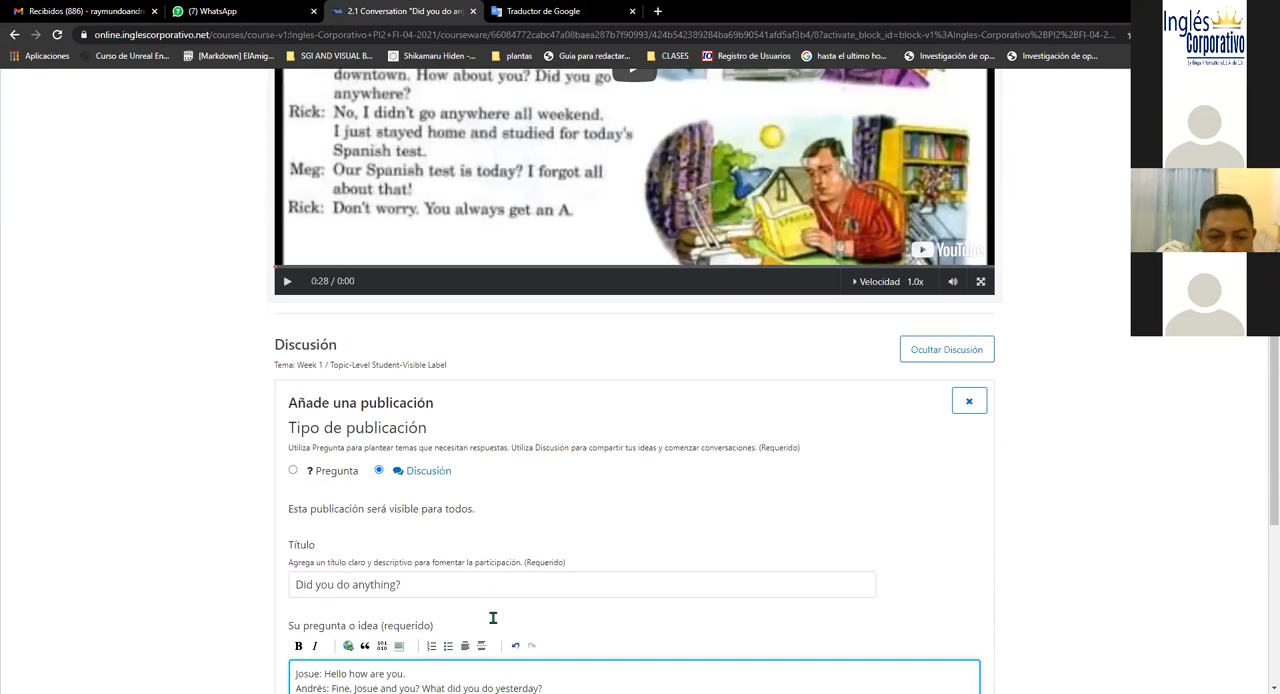 Recibidos (886) - raymundoandr
(7) WhatsApp
2.1 Conversation "Did you do an
Traductor de Google
online.inglescorporativo.net/courses/course-v1:Ingles-Corporativo+PI2+FI-04-2021/courseware/66084772cabc47a08baea287b7f90993/424b542389284ba69b90541afd5af3b4/8?activate_block_id=block-v1%3AIngles-Corporativo%2BPI2%2BFI-04-2...
Aplicaciones
Curso de Unreal En...
[Markdown] ElAmig...
SGI AND VISUAL B...
Shikamaru Hiden -...
plantas
Guia para redactar...
CLASES
Registro de Usuarios
hasta el ultimo ho...
Investigación de op...
Investigación de op...
Inglés
Corporativo
downtown. How about you? Did you go
anywhere?
Rick: No, I didn't go anywhere all weekend.
I just stayed home and studied for today's
Spanish test.
Meg: Our Spanish test is today? I forgot all
about that!
Rick: Don't worry. You always get an A.
SPANISH
YouTube
0:28 / 0:00
Velocidad 1.0x
Discusión
Ocultar Discusión
Tema: Week 1 / Topic-Level Student-Visible Label
Añade una publicación
Tipo de publicación
Utiliza Pregunta para plantear temas que necesitan respuestas. Utiliza Discusión para compartir tus ideas y comenzar conversaciones. (Requerido)
? Pregunta
Discusión
Esta publicación será visible para todos.
Título
Agrega un título claro y descriptivo para fomentar la participación. (Requerido)
Did you do anything?
Su pregunta o idea (requerido)
B I
Josue: Hello how are you.
Andrés: Fine, Josue and you? What did you do yesterday?